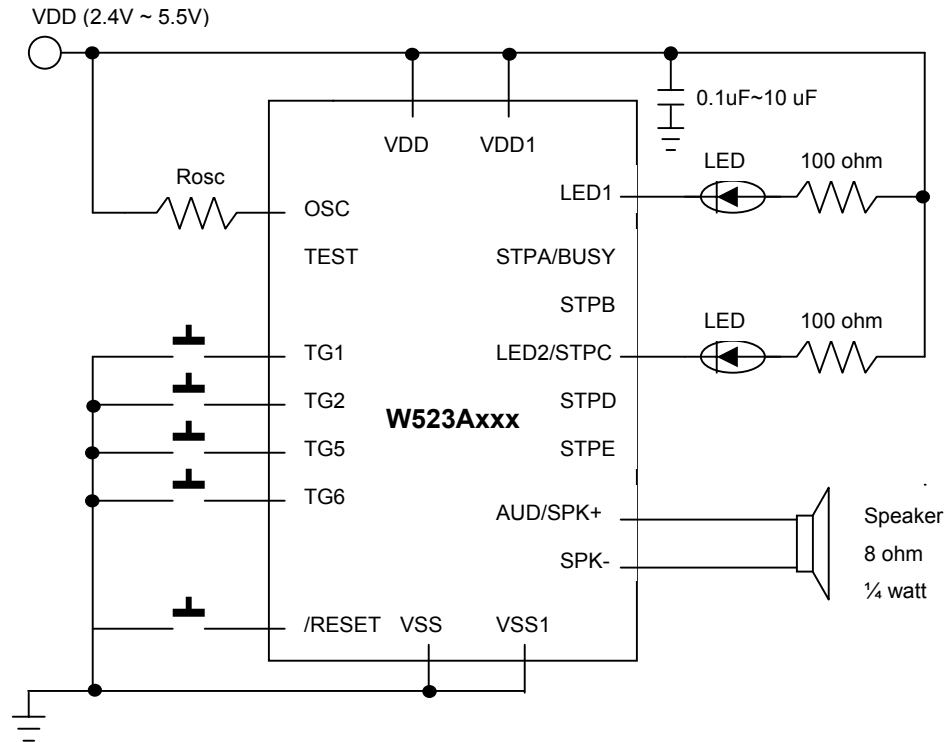 VDD (2.4V ~ 5.5V)
0.1uF~10 uF
VDD VDD1
LED 100 ohm
Rosc
LED1
OSC
TEST STPA/BUSY
STPB
LED 100 ohm
TG1 LED2/STPC
TG2 STPD
W523Axxx
TG5 STPE
TG6
AUD/SPK+
Speaker
SPK-
8 ohm
¼ watt
/RESET VSS VSS1